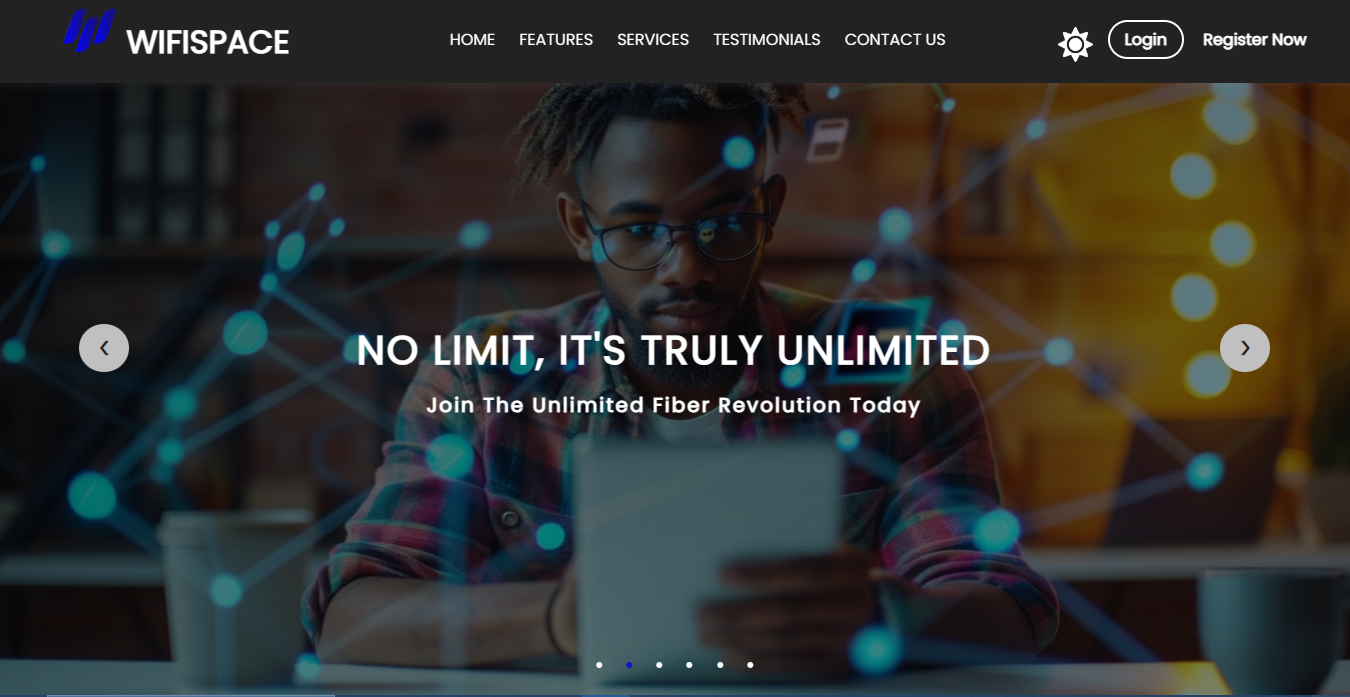 WIFISPACE
HOME FEATURES SERVICES TESTIMONIALS CONTACT US
Login Register Now
NO LIMIT, IT'S TRULY UNLIMITED
Join The Unlimited Fiber Revolution Today